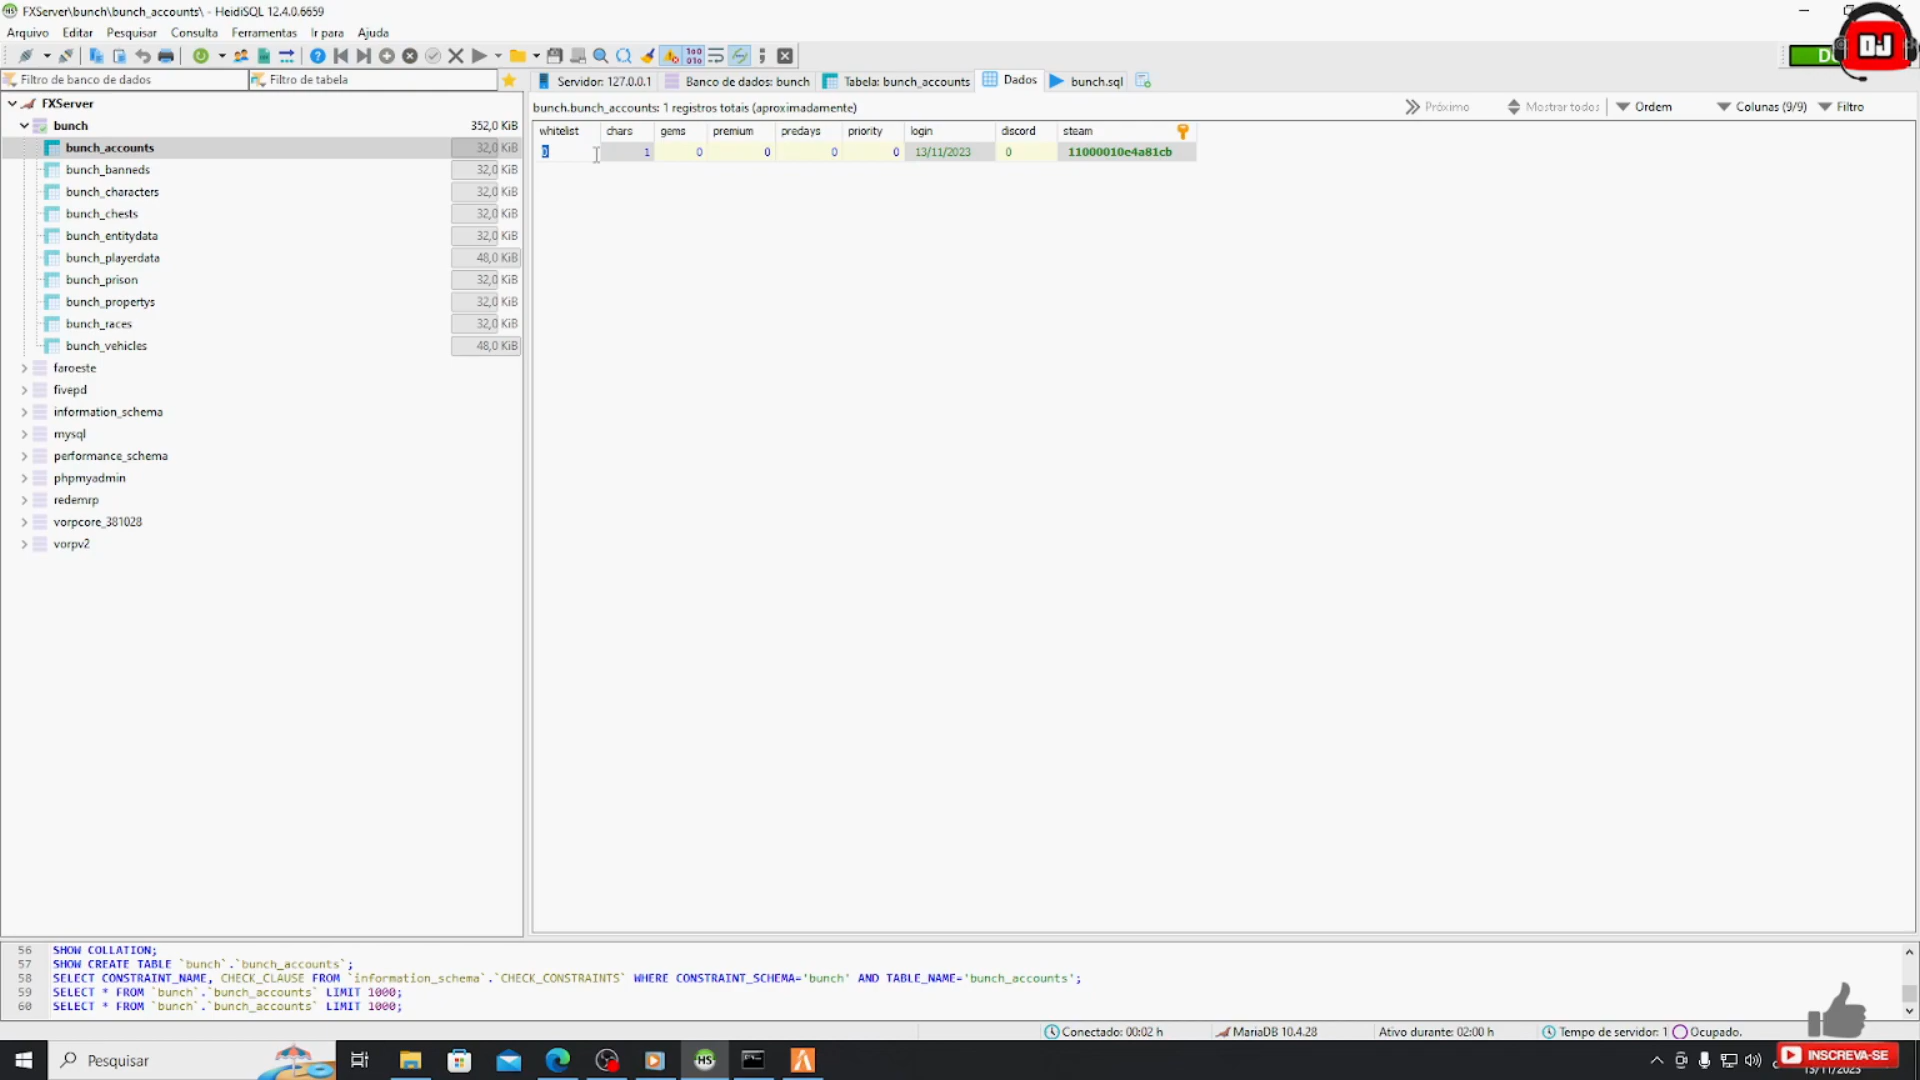 FXServer\bunch\bunch_accounts\ - HeidiSQL 12.4.0.6659
Arquivo Editar Pesquisar Consulta Ferramentas Ir para Ajuda
Filtro de banco de dados Filtro de tabela
Servidor: 127.0.0.1 Banco de dados: bunch Tabela: bunch_accounts Dados bunch.sql
DJ
bunch.bunch_accounts: 1 registros totais (aproximadamente) Próximo Mostrar todos Ordem Colunas (9/9) Filtro
whitelist chars gems premium predays priority login discord steam
0 1 0 0 0 0 13/11/2023 0 11000010e4a81cb
FXServer
bunch 352,0 KiB
bunch_accounts 32,0 KiB
bunch_banneds 32,0 KiB
bunch_characters 32,0 KiB
bunch_chests 32,0 KiB
bunch_entitydata 32,0 KiB
bunch_playerdata 48,0 KiB
bunch_prison 32,0 KiB
bunch_propertys 32,0 KiB
bunch_races 32,0 KiB
bunch_vehicles 48,0 KiB
faroeste
fivepd
information_schema
mysql
performance_schema
phpmyadmin
redemrp
vorpcore_381028
vorpv2
56 SHOW COLLATION;
57 SHOW CREATE TABLE `bunch`.`bunch_accounts`;
58 SELECT CONSTRAINT_NAME, CHECK_CLAUSE FROM `information_schema`.`CHECK_CONSTRAINTS` WHERE CONSTRAINT_SCHEMA='bunch' AND TABLE_NAME='bunch_accounts';
59 SELECT * FROM `bunch`.`bunch_accounts` LIMIT 1000;
60 SELECT * FROM `bunch`.`bunch_accounts` LIMIT 1000;
Conectado: 00:02 h MariaDB 10.4.28 Ativo durante: 02:00 h Tempo de servidor: 1 Ocupado.
Pesquisar
HS
INSCREVA-SE
13/11/2023